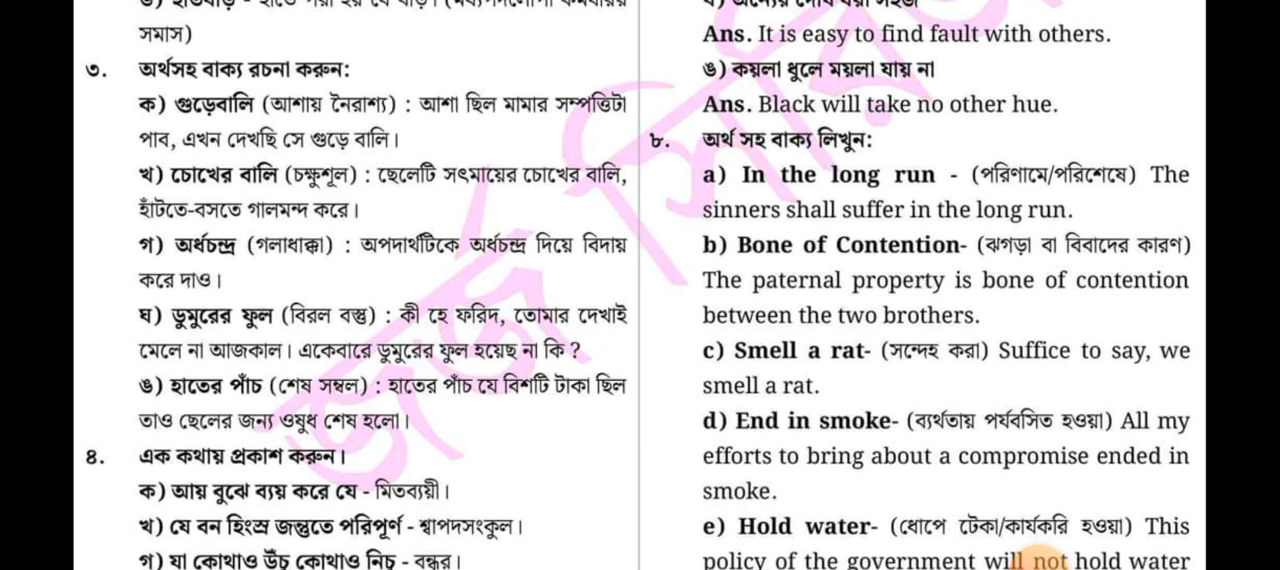 সমাস)
৩. অর্থসহ বাক্য রচনা করুন:
ক) গুড়েবালি (আশায় নৈরাশ্য) : আশা ছিল মামার সম্পত্তিটা
পাব, এখন দেখছি সে গুড়ে বালি।
খ) চোখের বালি (চক্ষুশূল) : ছেলেটি সৎমায়ের চোখের বালি,
হাঁটতে-বসতে গালমন্দ করে।
গ) অর্ধচন্দ্র (গলাধাক্কা) : অপদার্থটিকে অর্ধচন্দ্র দিয়ে বিদায়
করে দাও।
ঘ) ডুমুরের ফুল (বিরল বস্তু) : কী হে ফরিদ, তোমার দেখাই
মেলে না আজকাল। একেবারে ডুমুরের ফুল হয়েছ না কি ?
ঙ) হাতের পাঁচ (শেষ সম্বল) : হাতের পাঁচ যে বিশটি টাকা ছিল
তাও ছেলের জন্য ওষুধ শেষ হলো।
৪. এক কথায় প্রকাশ করুন।
ক) আয় বুঝে ব্যয় করে যে - মিতব্যয়ী।
খ) যে বন হিংস্র জন্তুতে পরিপূর্ণ - শ্বাপদসংকুল।
গ) যা কোথাও উঁচু কোথাও নিচু - বন্ধুর।
Ans. It is easy to find fault with others.
ঙ) কয়লা ধুলে ময়লা যায় না
Ans. Black will take no other hue.
৮. অর্থ সহ বাক্য লিখুন:
a) In the long run - (পরিণামে/পরিশেষে) The
sinners shall suffer in the long run.
b) Bone of Contention- (ঝগড়া বা বিবাদের কারণ)
The paternal property is bone of contention
between the two brothers.
c) Smell a rat- (সন্দেহ করা) Suffice to say, we
smell a rat.
d) End in smoke- (ব্যর্থতায় পর্যবসিত হওয়া) All my
efforts to bring about a compromise ended in
smoke.
e) Hold water- (ধোপে টেকা/কার্যকরি হওয়া) This
policy of the government will not hold water
জর্জ সিরিজ